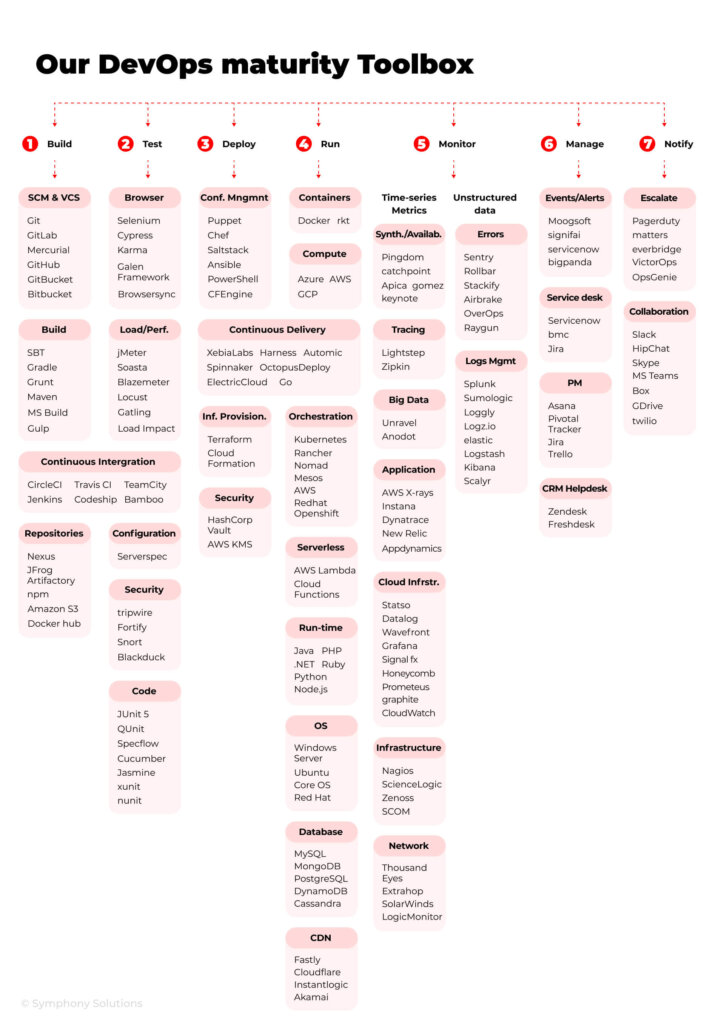 Our DevOps maturity Toolbox
1 Build
2 Test
3 Deploy
4 Run
5 Monitor
6 Manage
7 Notify
SCM & VCS
Git
GitLab
Mercurial
GitHub
GitBucket
Bitbucket
Build
SBT
Gradle
Grunt
Maven
MS Build
Gulp
Continuous Intergration
CircleCI Travis CI TeamCity
Jenkins Codeship Bamboo
Repositories
Nexus
JFrog
Artifactory
npm
Amazon S3
Docker hub
Browser
Selenium
Cypress
Karma
Galen
Framework
Browsersync
Load/Perf.
jMeter
Soasta
Blazemeter
Locust
Gatling
Load Impact
Configuration
Serverspec
Security
tripwire
Fortify
Snort
Blackduck
Code
JUnit 5
QUnit
Specflow
Cucumber
Jasmine
xunit
nunit
Conf. Mngmnt
Puppet
Chef
Saltstack
Ansible
PowerShell
CFEngine
Continuous Delivery
XebiaLabs Harness Automic
Spinnaker OctopusDeploy
ElectricCloud Go
Inf. Provision.
Terraform
Cloud
Formation
Security
HashCorp
Vault
AWS KMS
Containers
Docker rkt
Compute
Azure AWS
GCP
Orchestration
Kubernetes
Rancher
Nomad
Mesos
AWS
Redhat
Openshift
Serverless
AWS Lambda
Cloud
Functions
Run-time
Java PHP
.NET Ruby
Python
Node.js
OS
Windows
Server
Ubuntu
Core OS
Red Hat
Database
MySQL
MongoDB
PostgreSQL
DynamoDB
Cassandra
CDN
Fastly
Cloudflare
Instantlogic
Akamai
Time-series
Metrics
Synth./Availab.
Pingdom
catchpoint
Apica gomez
keynote
Tracing
Lightstep
Zipkin
Big Data
Unravel
Anodot
Application
AWS X-rays
Instana
Dynatrace
New Relic
Appdynamics
Cloud Infrstr.
Statso
Datalog
Wavefront
Grafana
Signal fx
Honeycomb
Prometeus
graphite
CloudWatch
Infrastructure
Nagios
ScienceLogic
Zenoss
SCOM
Network
Thousand
Eyes
Extrahop
SolarWinds
LogicMonitor
Unstructured
data
Errors
Sentry
Rollbar
Stackify
Airbrake
OverOps
Raygun
Logs Mgmt
Splunk
Sumologic
Loggly
Logz.io
elastic
Logstash
Kibana
Scalyr
Events/Alerts
Moogsoft
signifai
servicenow
bigpanda
Service desk
Servicenow
bmc
Jira
PM
Asana
Pivotal
Tracker
Jira
Trello
CRM Helpdesk
Zendesk
Freshdesk
Escalate
Pagerduty
matters
everbridge
VictorOps
OpsGenie
Collaboration
Slack
HipChat
Skype
MS Teams
Box
GDrive
twilio
© Symphony Solutions